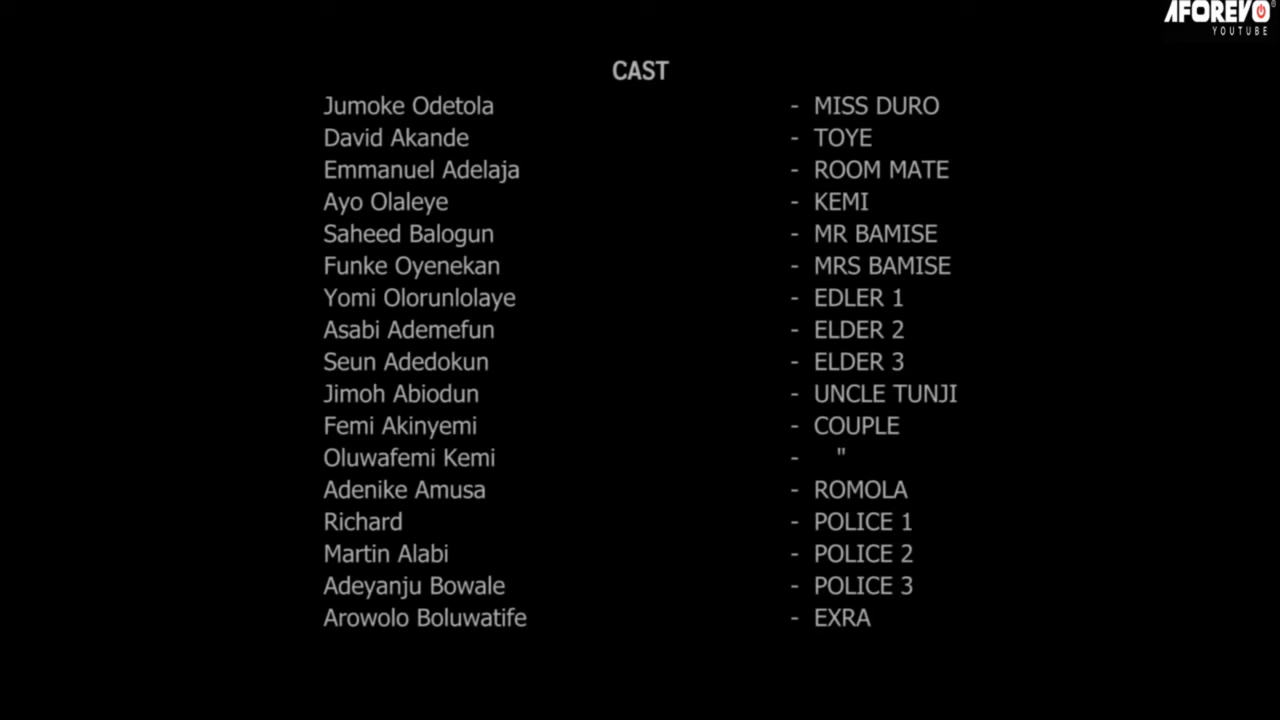 AFOREVO
YOUTUBE
CAST
Jumoke Odetola - MISS DURO
David Akande - TOYE
Emmanuel Adelaja - ROOM MATE
Ayo Olaleye - KEMI
Saheed Balogun - MR BAMISE
Funke Oyenekan - MRS BAMISE
Yomi Olorunlolaye - EDLER 1
Asabi Ademefun - ELDER 2
Seun Adedokun - ELDER 3
Jimoh Abiodun - UNCLE TUNJI
Femi Akinyemi - COUPLE
Oluwafemi Kemi - "
Adenike Amusa - ROMOLA
Richard - POLICE 1
Martin Alabi - POLICE 2
Adeyanju Bowale - POLICE 3
Arowolo Boluwatife - EXRA